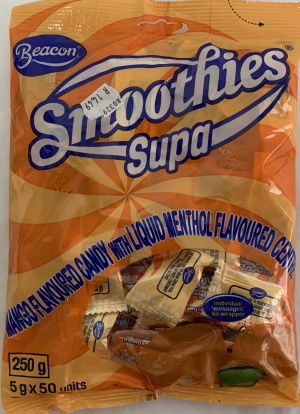 Beacon
Smoothies®
Supa
MANGO FLAVOURED CANDY WITH LIQUID MENTHOL FLAVOURED CENTRE
Beacon
individual
"messages"
on wrapper
250 g
5 g x 50 units